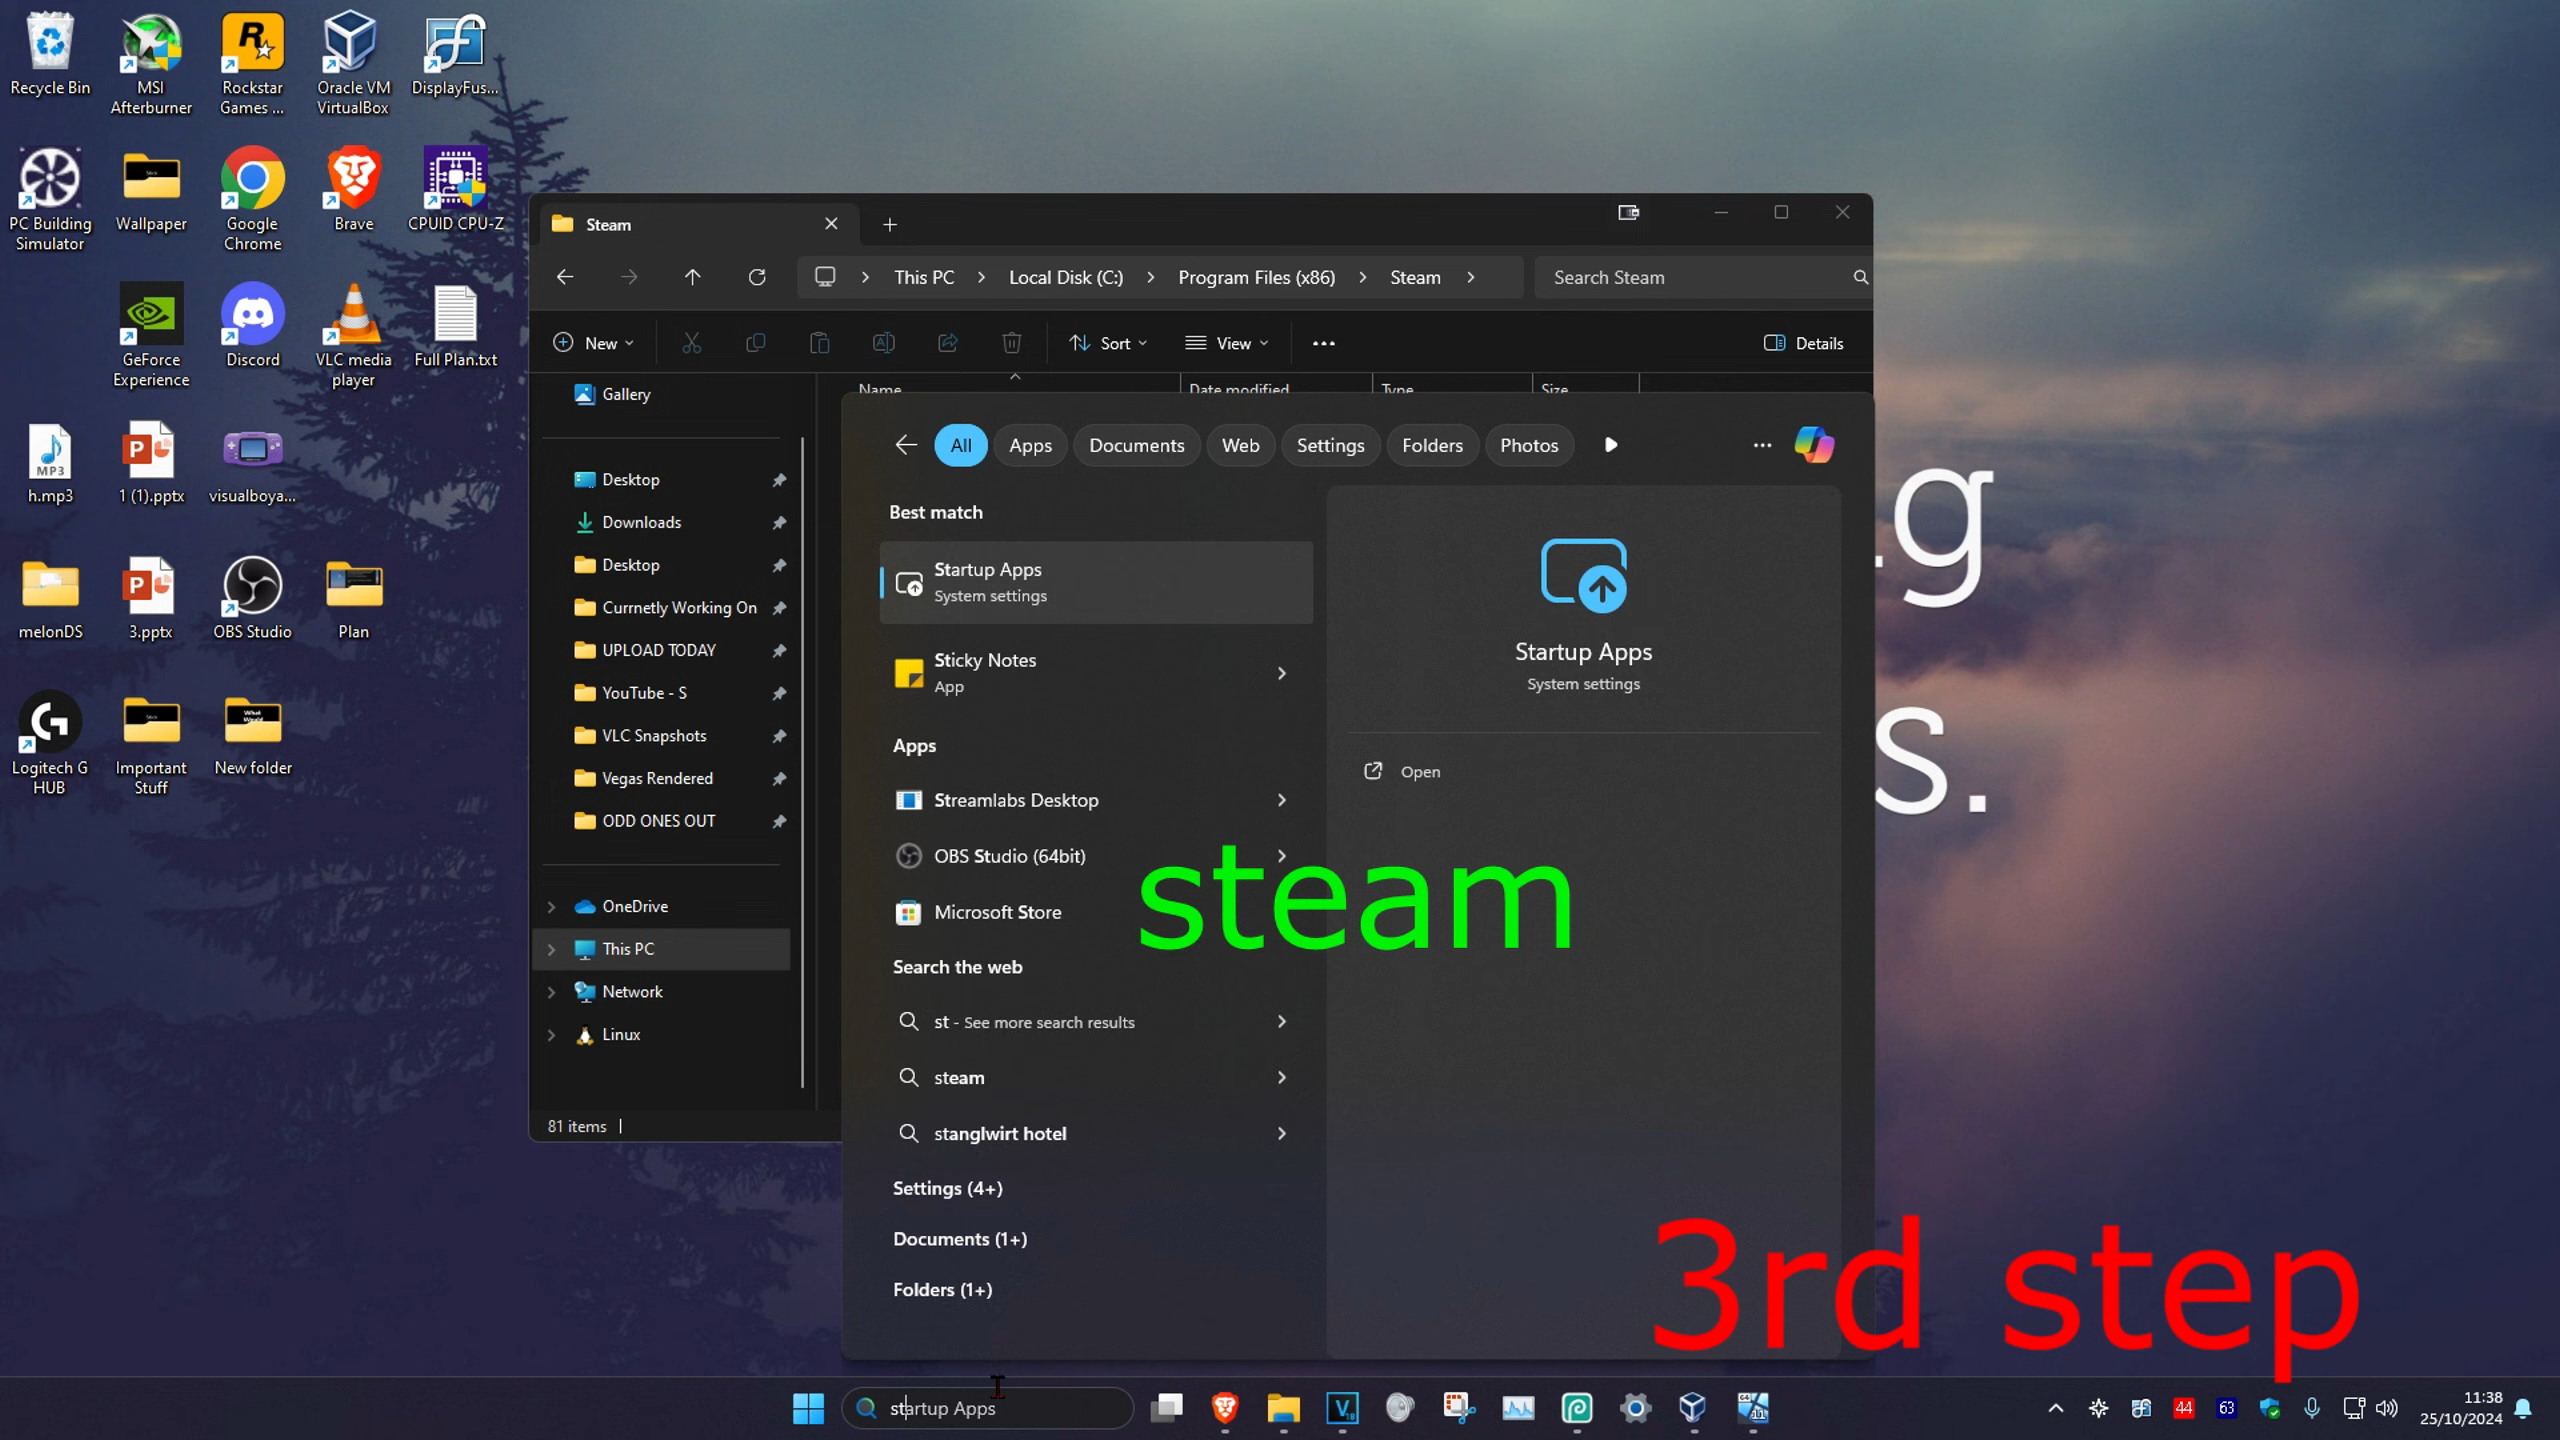 Recycle Bin
MSI Afterburner
Rockstar Games ...
Oracle VM VirtualBox
DisplayFus...
PC Building Simulator
Wallpaper
Google Chrome
Brave
CPUID CPU-Z
GeForce Experience
Discord
VLC media player
Full Plan.txt
MP3
h.mp3
1 (1).pptx
visualboya...
melonDS
3.pptx
OBS Studio
Plan
Logitech G HUB
Important Stuff
New folder
Steam
This PC
Local Disk (C:)
Program Files (x86)
Steam
Search Steam
New
Sort
View
Details
Name
Date modified
Type
Size
Gallery
Desktop
Downloads
Desktop
Currnetly Working On
UPLOAD TODAY
YouTube - S
VLC Snapshots
Vegas Rendered
ODD ONES OUT
OneDrive
This PC
Network
Linux
81 items
All
Apps
Documents
Web
Settings
Folders
Photos
Best match
Startup Apps
System settings
Sticky Notes
App
Apps
Streamlabs Desktop
OBS Studio (64bit)
Microsoft Store
Search the web
st - See more search results
steam
stanglwirt hotel
Settings (4+)
Documents (1+)
Folders (1+)
Startup Apps
System settings
Open
g
s.
steam
3rd step
startup Apps
44
63
11:38
25/10/2024